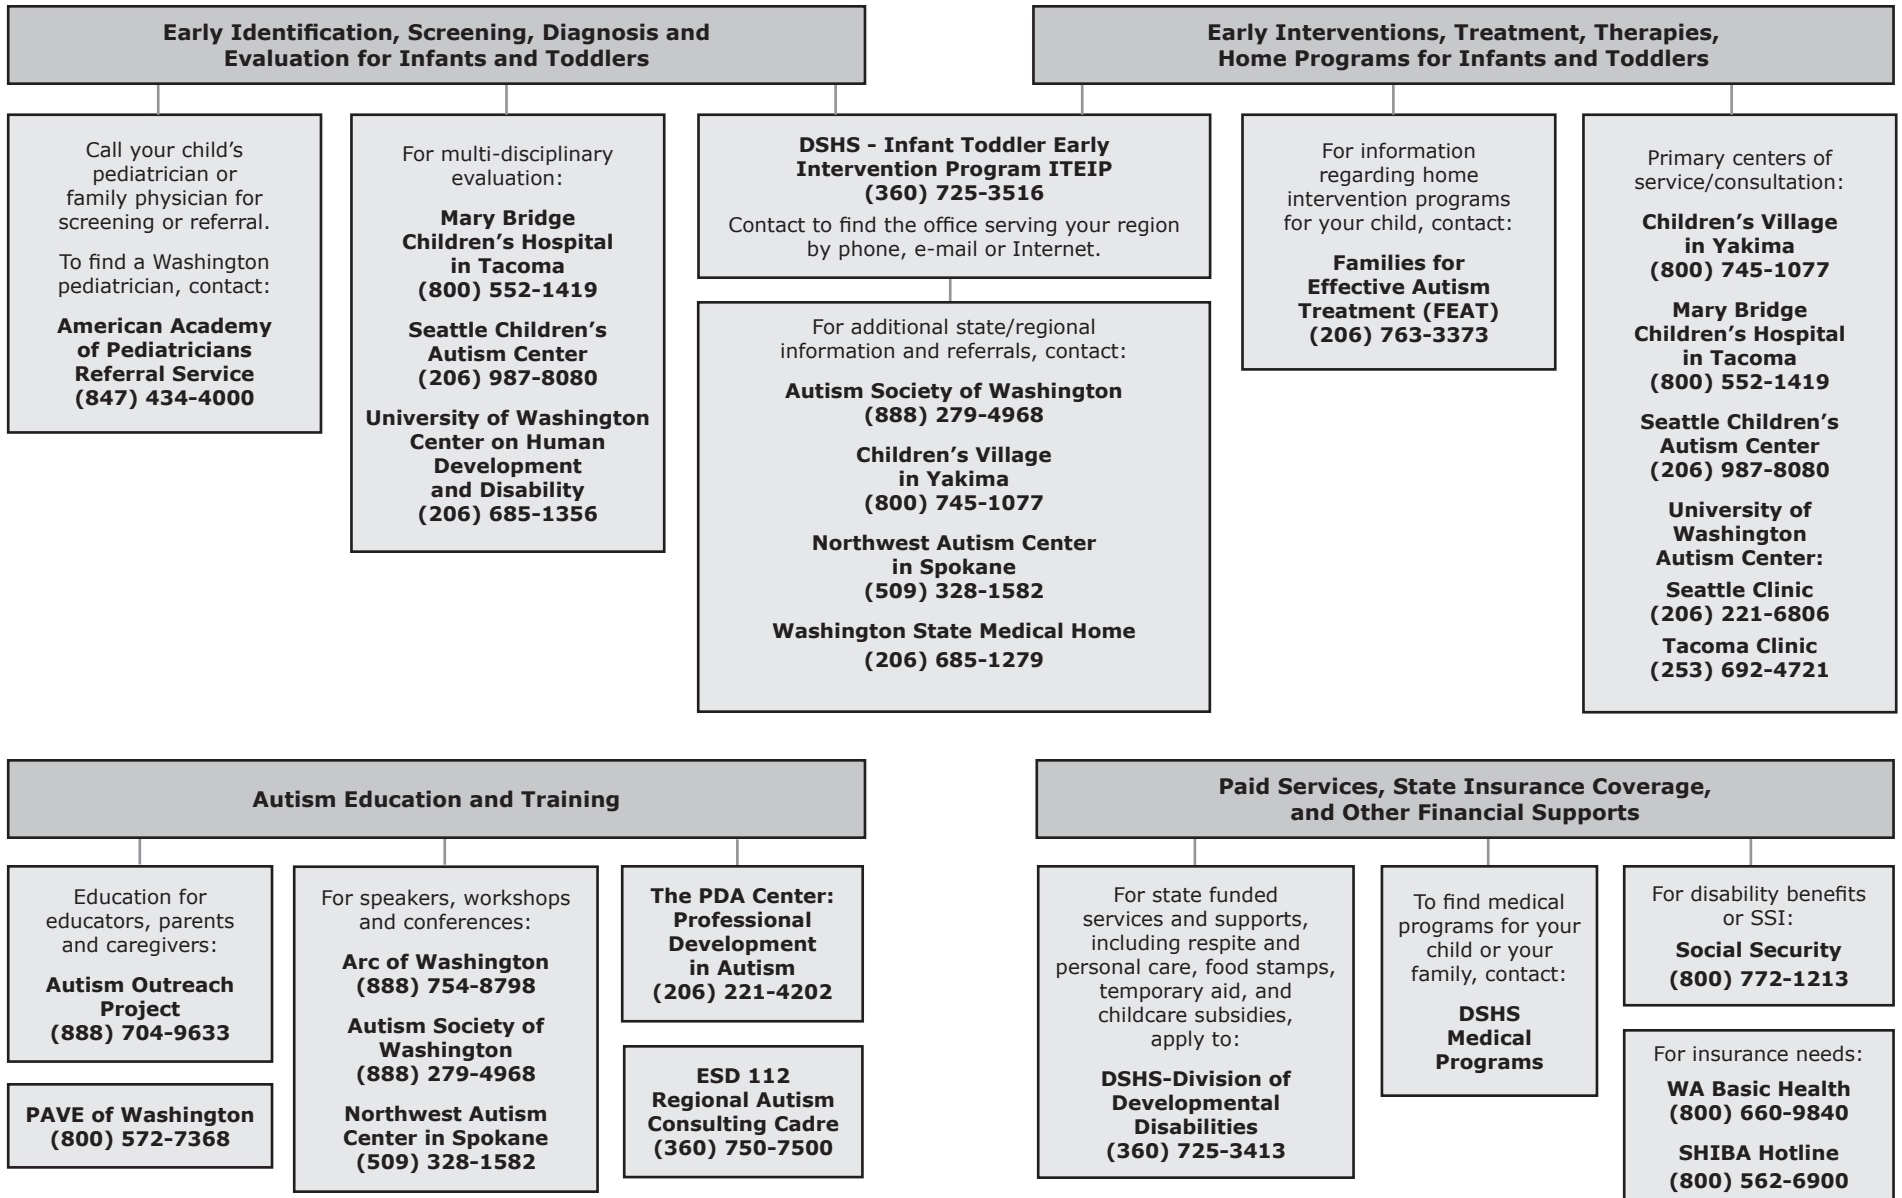 Early Identification, Screening, Diagnosis and
Evaluation for Infants and Toddlers
Early Interventions, Treatment, Therapies,
Home Programs for Infants and Toddlers
Call your child’s
pediatrician or
family physician for
screening or referral.
To find a Washington
pediatrician, contact:
American Academy
of Pediatricians
Referral Service
(847) 434-4000
For multi-disciplinary
evaluation:
Mary Bridge
Children’s Hospital
in Tacoma
(800) 552-1419
Seattle Children’s
Autism Center
(206) 987-8080
University of Washington
Center on Human
Development
and Disability
(206) 685-1356
DSHS - Infant Toddler Early
Intervention Program ITEIP
(360) 725-3516
Contact to find the office serving your region
by phone, e-mail or Internet.
For additional state/regional
information and referrals, contact:
Autism Society of Washington
(888) 279-4968
Children’s Village
in Yakima
(800) 745-1077
Northwest Autism Center
in Spokane
(509) 328-1582
Washington State Medical Home
(206) 685-1279
For information
regarding home
intervention programs
for your child, contact:
Families for
Effective Autism
Treatment (FEAT)
(206) 763-3373
Primary centers of
service/consultation:
Children’s Village
in Yakima
(800) 745-1077
Mary Bridge
Children’s Hospital
in Tacoma
(800) 552-1419
Seattle Children’s
Autism Center
(206) 987-8080
University of
Washington
Autism Center:
Seattle Clinic
(206) 221-6806
Tacoma Clinic
(253) 692-4721
Autism Education and Training
Education for
educators, parents
and caregivers:
Autism Outreach
Project
(888) 704-9633
PAVE of Washington
(800) 572-7368
For speakers, workshops
and conferences:
Arc of Washington
(888) 754-8798
Autism Society of
Washington
(888) 279-4968
Northwest Autism
Center in Spokane
(509) 328-1582
The PDA Center:
Professional
Development
in Autism
(206) 221-4202
ESD 112
Regional Autism
Consulting Cadre
(360) 750-7500
Paid Services, State Insurance Coverage,
and Other Financial Supports
For state funded
services and supports,
including respite and
personal care, food stamps,
temporary aid, and
childcare subsidies,
apply to:
DSHS-Division of
Developmental
Disabilities
(360) 725-3413
To find medical
programs for your
child or your
family, contact:
DSHS
Medical
Programs
For disability benefits
or SSI:
Social Security
(800) 772-1213
For insurance needs:
WA Basic Health
(800) 660-9840
SHIBA Hotline
(800) 562-6900